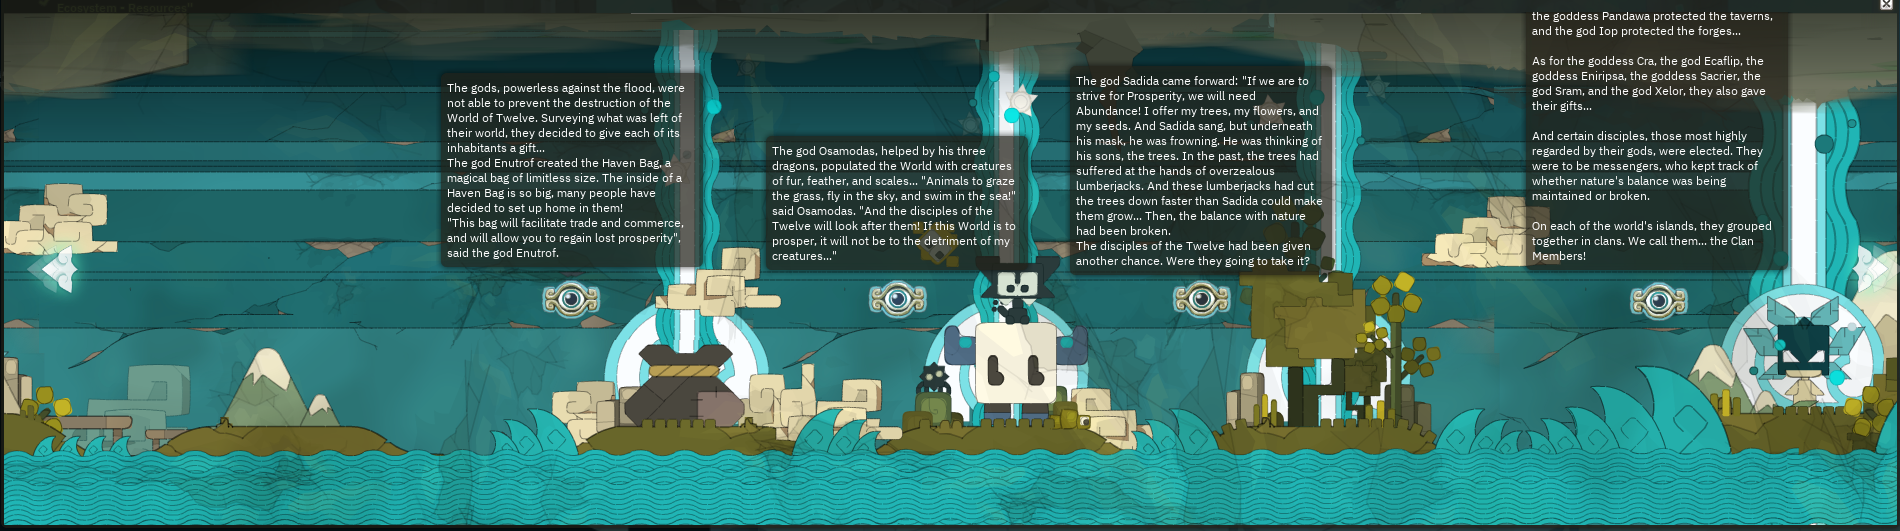 Ecosystem • Resources"
The gods, powerless against the flood, were
not able to prevent the destruction of the
World of Twelve. Surveying what was left of
their world, they decided to give each of its
inhabitants a gift...
The god Enutrof created the Haven Bag, a
magical bag of limitless size. The inside of a
Haven Bag is so big, many people have
decided to set up home in them!
"This bag will facilitate trade and commerce,
and will allow you to regain lost prosperity",
said the god Enutrof.
The god Osamodas, helped by his three
dragons, populated the World with creatures
of fur, feather, and scales... "Animals to graze
the grass, fly in the sky, and swim in the sea!"
said Osamodas. "And the disciples of the
Twelve will look after them! If this World is to
prosper, it will not be to the detriment of my
creatures..."
The god Sadida came forward: "If we are to
strive for Prosperity, we will need
Abundance! I offer my trees, my flowers, and
my seeds. And Sadida sang, but underneath
his mask, he was frowning. He was thinking of
his sons, the trees. In the past, the trees had
suffered at the hands of overzealous
lumberjacks. And these lumberjacks had cut
the trees down faster than Sadida could make
them grow... Then, the balance with nature
had been broken.
The disciples of the Twelve had been given
another chance. Were they going to take it?
the goddess Pandawa protected the taverns,
and the god Iop protected the forges...
As for the goddess Cra, the god Ecaflip, the
goddess Eniripsa, the goddess Sacrier, the
god Sram, and the god Xelor, they also gave
their gifts...
And certain disciples, those most highly
regarded by their gods, were elected. They
were to be messengers, who kept track of
whether nature's balance was being
maintained or broken.
On each of the world's islands, they grouped
together in clans. We call them... the Clan
Members!